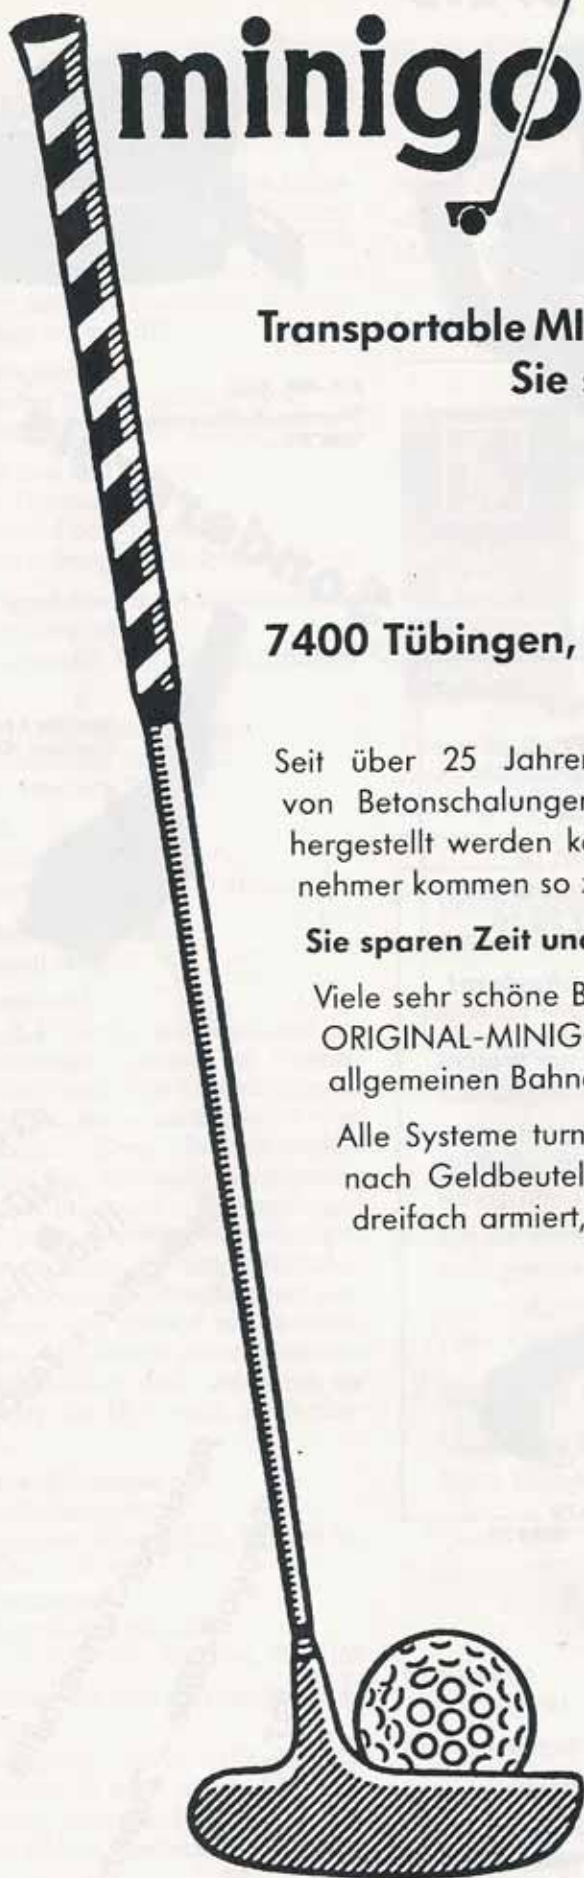 minigo
Transportable MI
Sie
7400 Tübingen,
Seit über 25 Jahren
von Betonschalungen
hergestellt werden k
nehmer kommen so z
Sie sparen Zeit und
Viele sehr schöne B
ORIGINAL-MINIG
allgemeinen Bahn
Alle Systeme turn
nach Geldbeutel
dreifach armiert,